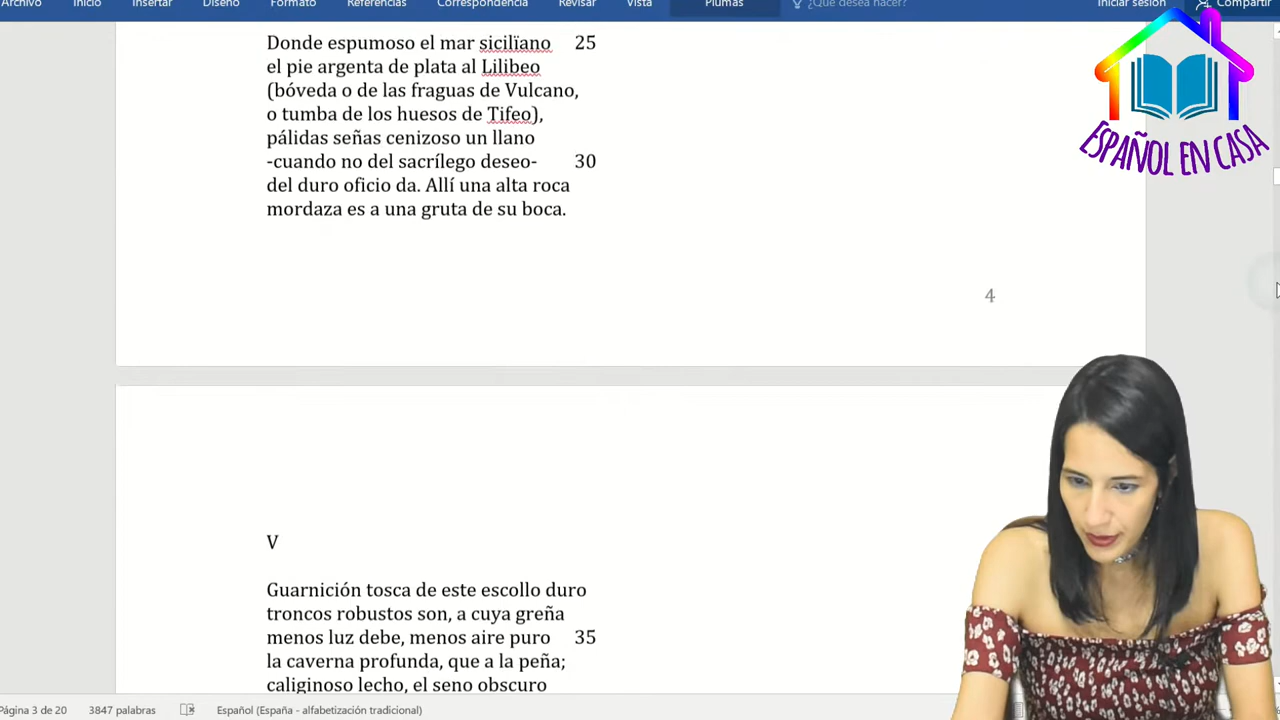 Archivo Inicio Insertar Diseño Formato Referencias Correspondencia Revisar Vista Plumas ¿Qué desea hacer? Iniciar sesión Compartir
Donde espumoso el mar sicilïano 25
el pie argenta de plata al Lilibeo
(bóveda o de las fraguas de Vulcano,
o tumba de los huesos de Tifeo),
pálidas señas cenizoso un llano
-cuando no del sacrílego deseo- 30
del duro oficio da. Allí una alta roca
mordaza es a una gruta de su boca.
4
V
Guarnición tosca de este escollo duro
troncos robustos son, a cuya greña
menos luz debe, menos aire puro 35
la caverna profunda, que a la peña;
caliginoso lecho, el seno obscuro
ESPAÑOL EN CASA
Página 3 de 20 3847 palabras Español (España - alfabetización tradicional)